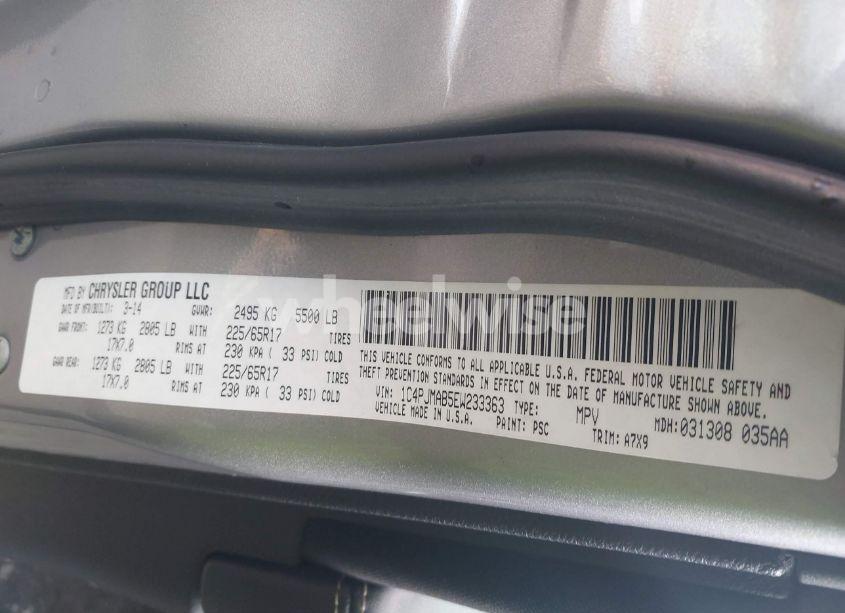 MFD BY CHRYSLER GROUP LLC
DATE OF MFR(BUILT): 3-14 GVWR: 2495 KG 5500 LB
GAWR FRONT: 1273 KG 2805 LB WITH 225/65R17 TIRES
17X7.0 RIMS AT 230 KPA ( 33 PSI) COLD
GAWR REAR: 1273 KG 2805 LB WITH 225/65R17 TIRES
17X7.0 RIMS AT 230 KPA ( 33 PSI) COLD
THIS VEHICLE CONFORMS TO ALL APPLICABLE U.S.A. FEDERAL MOTOR VEHICLE SAFETY AND
THEFT PREVENTION STANDARDS IN EFFECT ON THE DATE OF MANUFACTURE SHOWN ABOVE.
VIN: 1C4PJMAB5EW233363 TYPE: MPV MDH:031308 035AA
VEHICLE MADE IN U.S.A. PAINT: PSC TRIM: A7X9
wheelwise